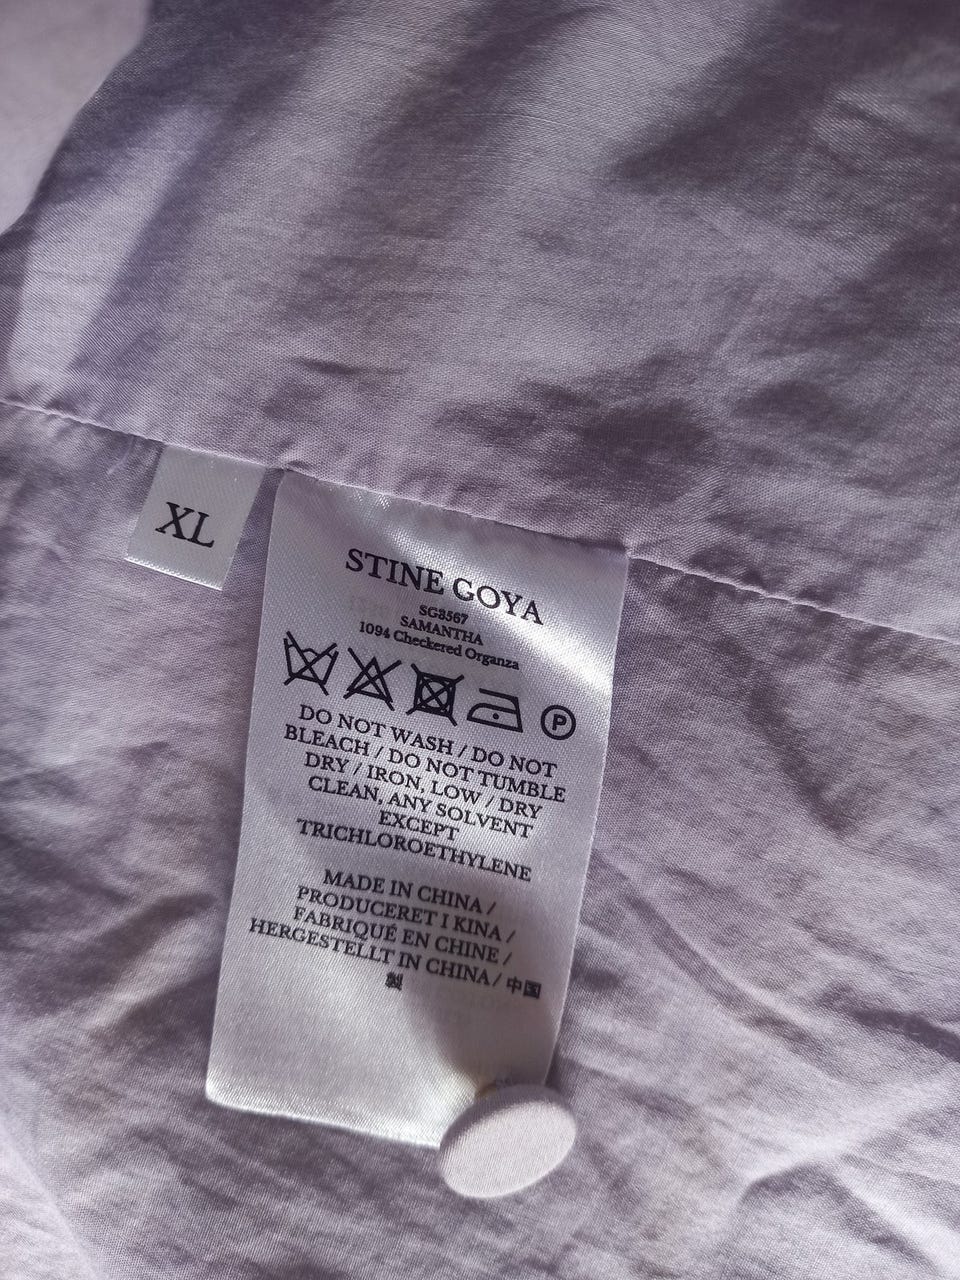 XL
STINE GOYA
SG3567
SAMANTHA
1094 Checkered Organza
P
DO NOT WASH / DO NOT
BLEACH / DO NOT TUMBLE
DRY / IRON, LOW / DRY
CLEAN, ANY SOLVENT
EXCEPT
TRICHLOROETHYLENE
MADE IN CHINA /
PRODUCERET I KINA /
FABRIQUÉ EN CHINE /
HERGESTELLT IN CHINA / 中国
製